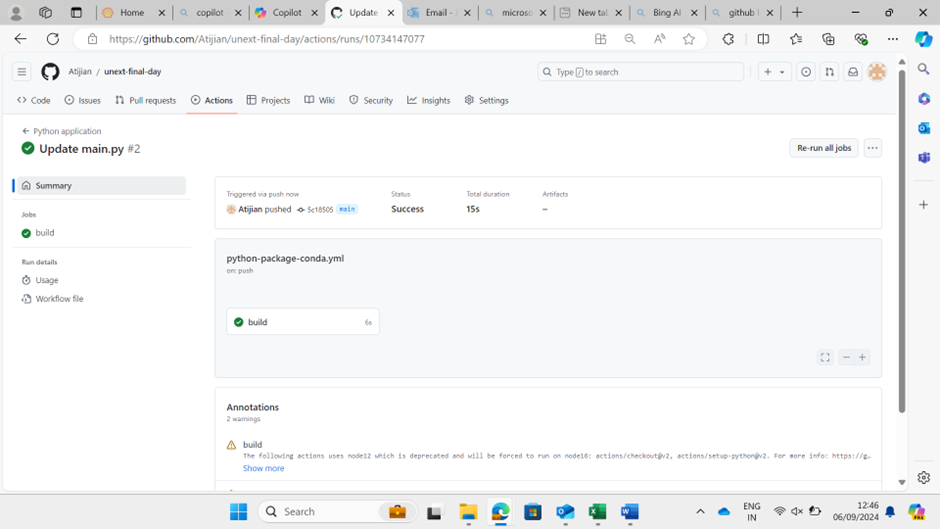 Home
copilot
Copilot
Update
Email -
micros
New tab
Bing AI
github
https://github.com/Atijian/unext-final-day/actions/runs/10734147077
Atijian / unext-final-day
Type / to search
Code Issues Pull requests Actions Projects Wiki Security Insights Settings
Python application
Update main.py #2
Re-run all jobs
Summary
Jobs
build
Run details
Usage
Workflow file
Triggered via push now
Status
Total duration
Artifacts
Atijian pushed 5c18505 main
Success
15s
–
python-package-conda.yml
on: push
build 6s
Annotations
2 warnings
build
The following actions uses node12 which is deprecated and will be forced to run on node16: actions/checkout@v2, actions/setup-python@v2. For more info: https://g…
Show more
Search
ENG
IN
12:46
06/09/2024